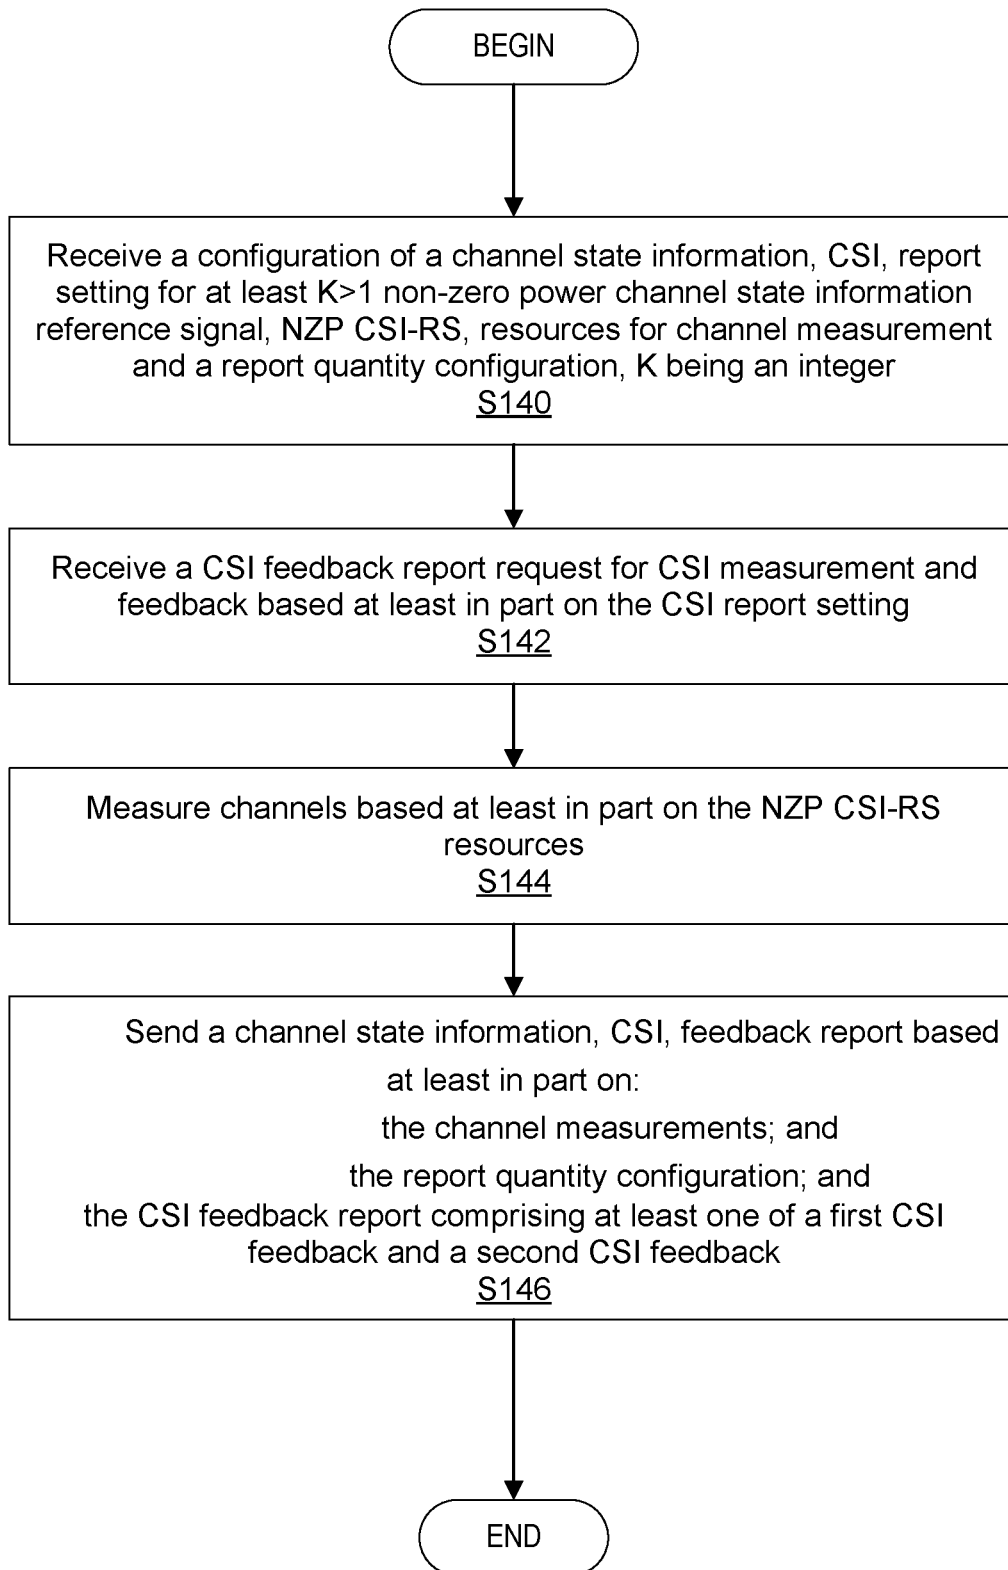 BEGIN
Receive a configuration of a channel state information, CSI, report
setting for at least K>1 non-zero power channel state information
reference signal, NZP CSI-RS, resources for channel measurement
and a report quantity configuration, K being an integer
S140
Receive a CSI feedback report request for CSI measurement and
feedback based at least in part on the CSI report setting
S142
Measure channels based at least in part on the NZP CSI-RS
resources
S144
Send a channel state information, CSI, feedback report based
at least in part on:
the channel measurements; and
the report quantity configuration; and
the CSI feedback report comprising at least one of a first CSI
feedback and a second CSI feedback
S146
END